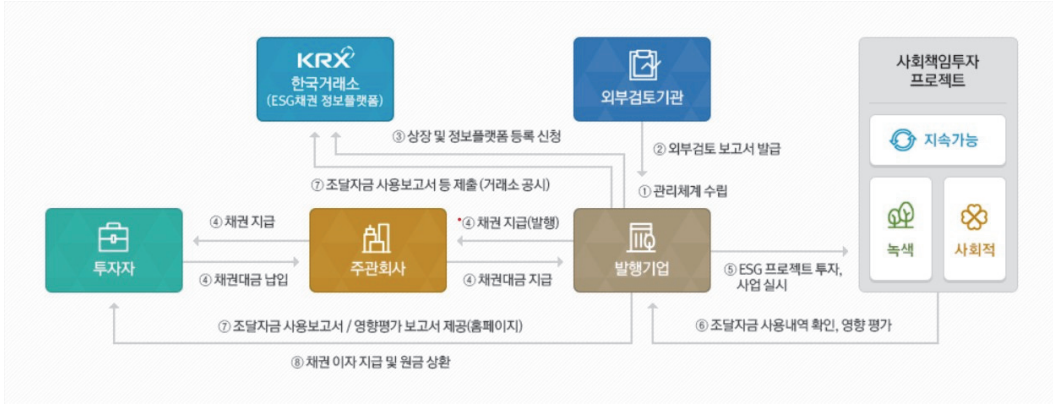 KRX
한국거래소
(ESG채권 정보플랫폼)
외부검토기관
사회책임투자
프로젝트
③ 상장 및 정보플랫폼 등록 신청
② 외부검토 보고서 발급
지속가능
⑦ 조달자금 사용보고서 등 제출 (거래소 공시)
① 관리체계 수립
④ 채권 지급
④ 채권 지급(발행)
투자자
주관회사
발행기업
녹색
사회적
④ 채권대금 납입
④ 채권대금 지급
⑤ ESG 프로젝트 투자,
사업 실시
⑦ 조달자금 사용보고서 / 영향평가 보고서 제공(홈페이지)
⑥ 조달자금 사용내역 확인, 영향 평가
⑧ 채권 이자 지급 및 원금 상환